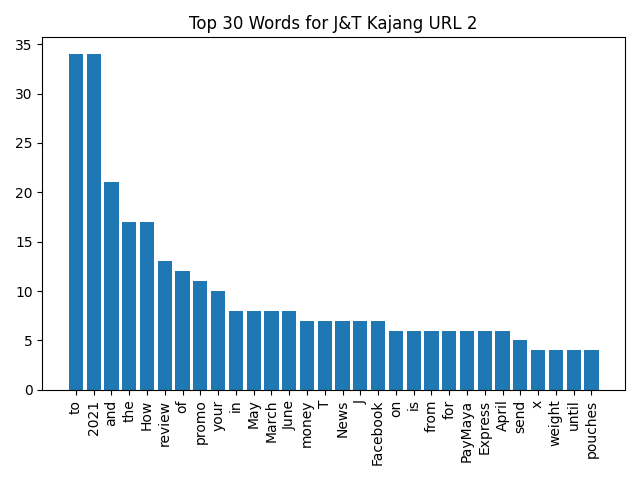 Top 30 Words for J&T Kajang URL 2
35
30
25
20
15
10
5
0
to
2021
and
the
How
review
of
promo
your
in
May
March
June
money
T
News
J
Facebook
on
is
from
for
PayMaya
Express
April
send
x
weight
until
pouches